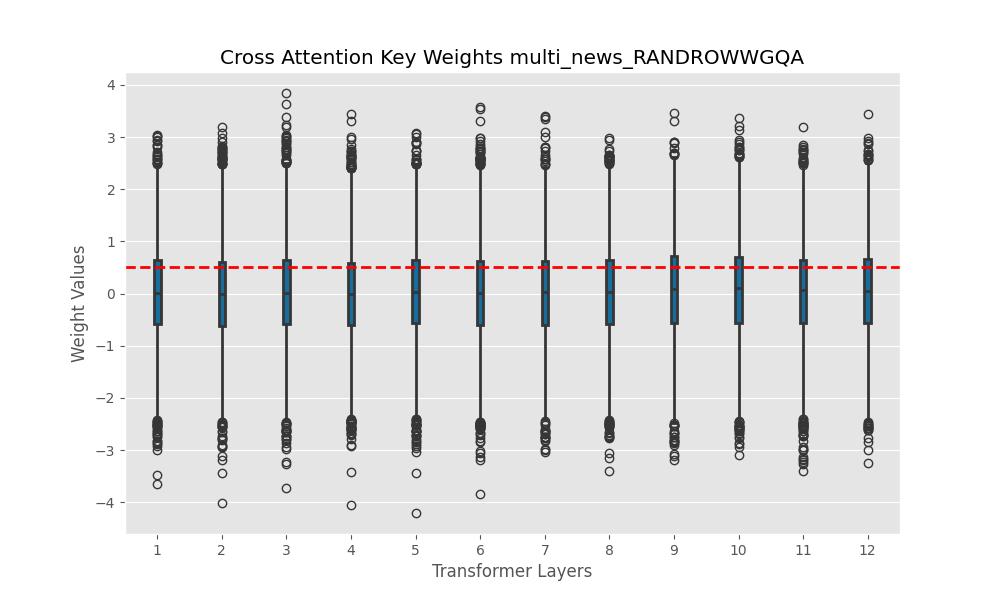 Cross Attention Key Weights multi_news_RANDROWWGQA
4
3
2
1
0
−1
−2
−3
−4
Weight Values
1 2 3 4 5 6 7 8 9 10 11 12
Transformer Layers